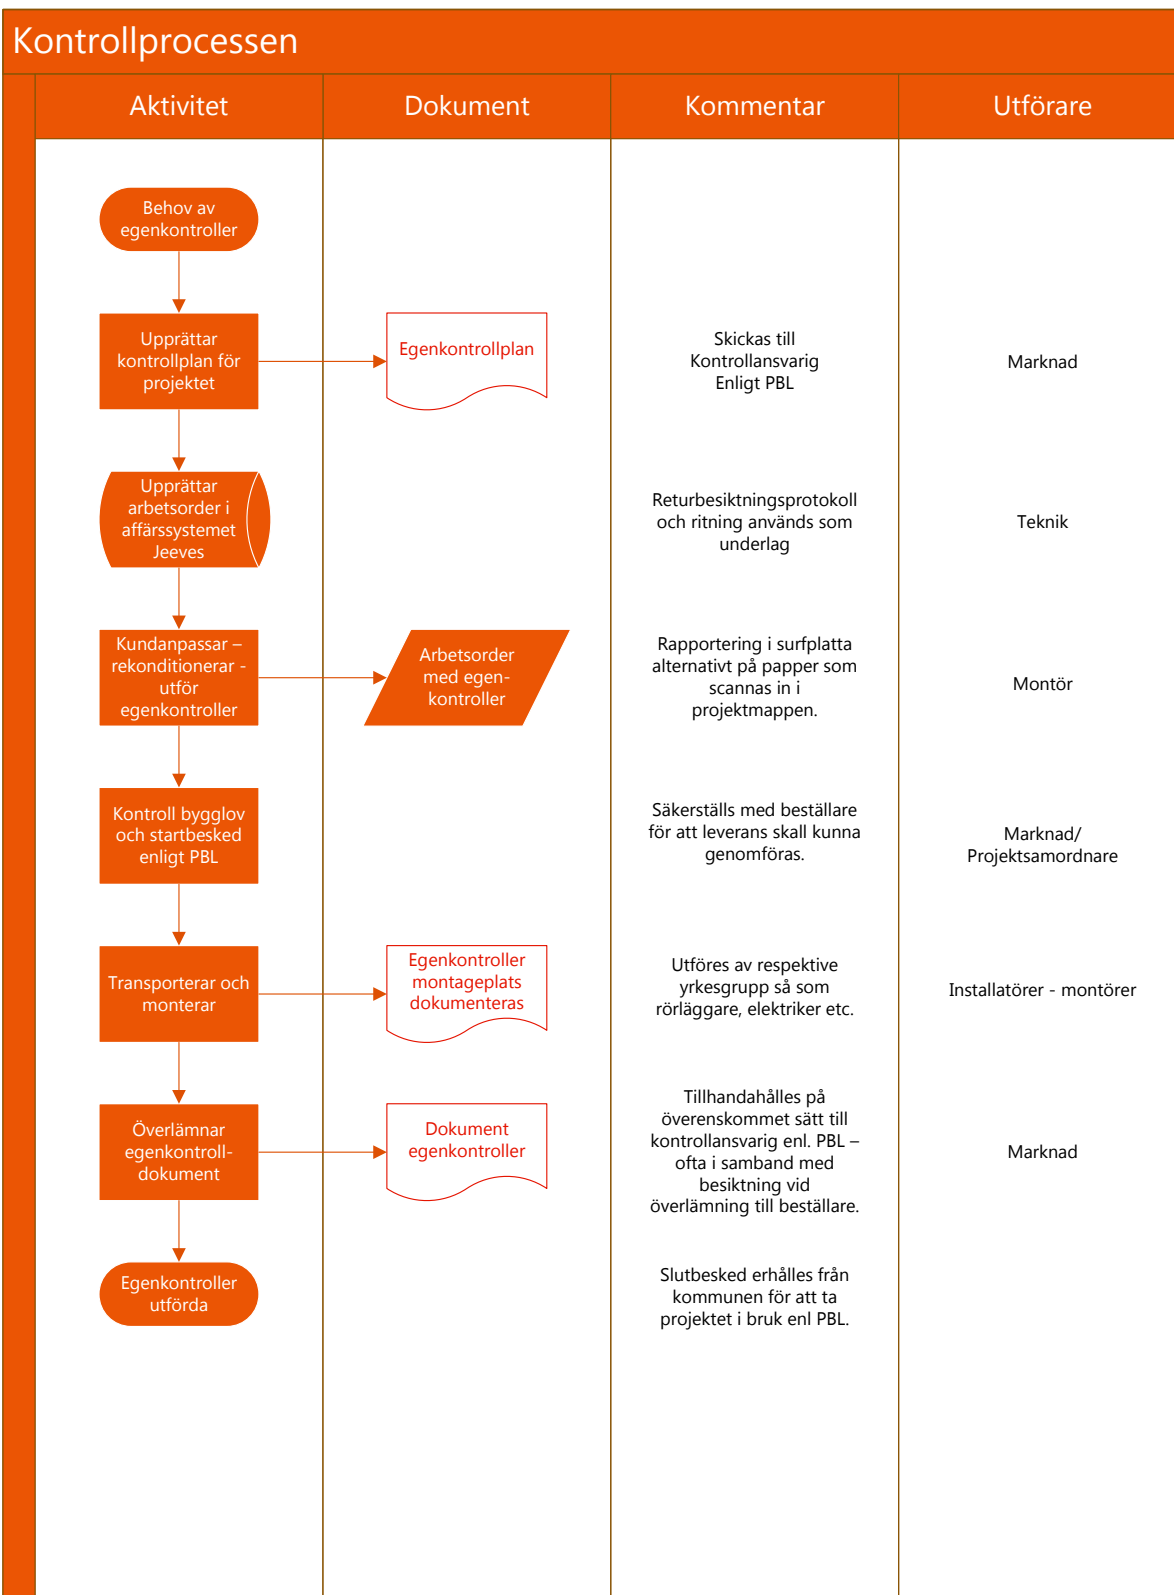 Kontrollprocessen
Aktivitet
Dokument
Kommentar
Utförare
Behov av
egenkontroller
Upprättar
kontrollplan för
projektet
Egenkontrollplan
Skickas till
Kontrollansvarig
Enligt PBL
Marknad
Upprättar
arbetsorder i
affärssystemet
Jeeves
Returbesiktningsprotokoll
och ritning används som
underlag
Teknik
Kundanpassar –
rekonditionerar -
utför
egenkontroller
Arbetsorder
med egen-
kontroller
Rapportering i surfplatta
alternativt på papper som
scannas in i
projektmappen.
Montör
Kontroll bygglov
och startbesked
enligt PBL
Säkerställs med beställare
för att leverans skall kunna
genomföras.
Marknad/
Projektsamordnare
Transporterar och
monterar
Egenkontroller
montageplats
dokumenteras
Utföres av respektive
yrkesgrupp så som
rörläggare, elektriker etc.
Installatörer - montörer
Överlämnar
egenkontroll-
dokument
Dokument
egenkontroller
Tillhandahålles på
överenskommet sätt till
kontrollansvarig enl. PBL –
ofta i samband med
besiktning vid
överlämning till beställare.
Marknad
Egenkontroller
utförda
Slutbesked erhålles från
kommunen för att ta
projektet i bruk enl PBL.